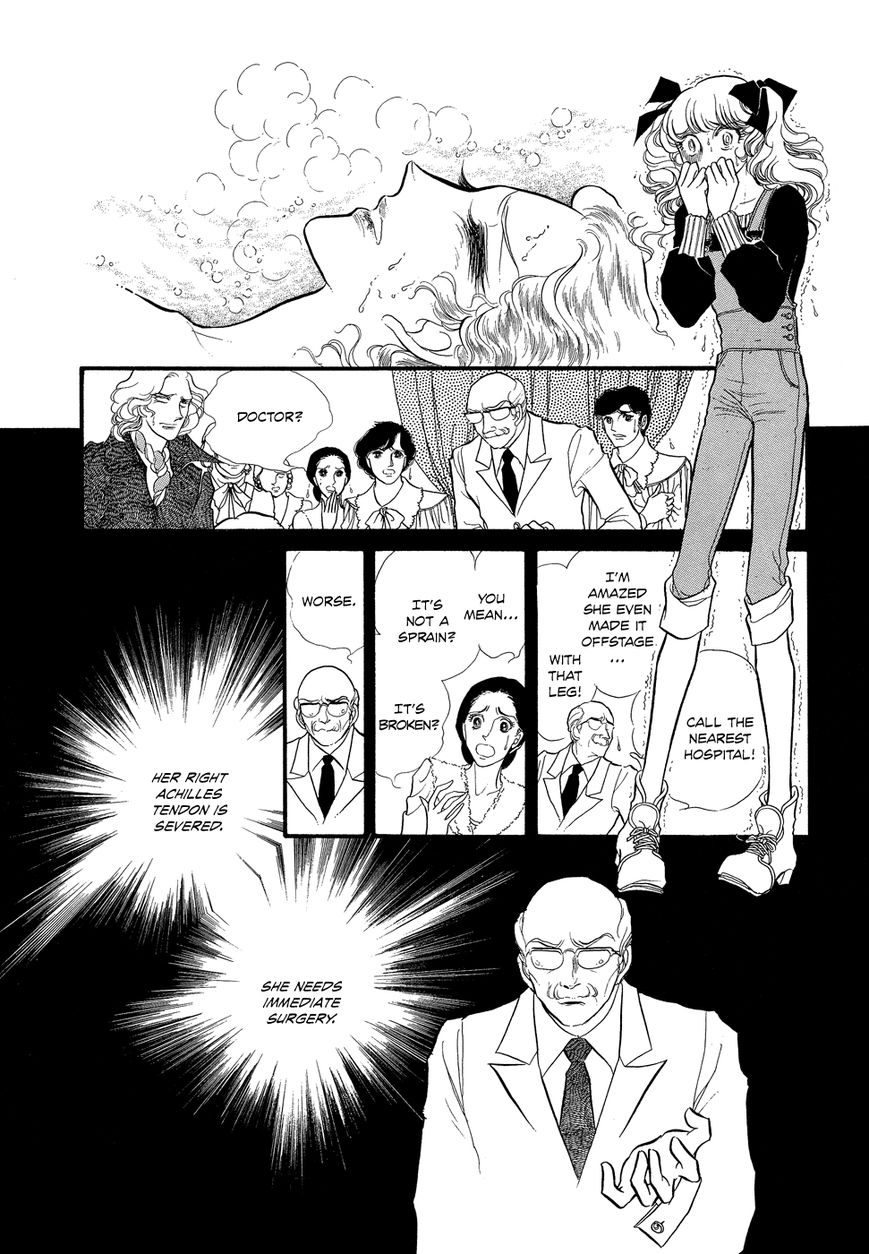 DOCTOR?
I'M
AMAZED
SHE EVEN
MADE IT
OFFSTAGE
...
WITH
THAT
LEG!
CALL THE
NEAREST
HOSPITAL!
YOU
MEAN...
IT'S
NOT A
SPRAIN?
IT'S
BROKEN?
WORSE.
HER RIGHT
ACHILLES
TENDON IS
SEVERED.
SHE NEEDS
IMMEDIATE
SURGERY.